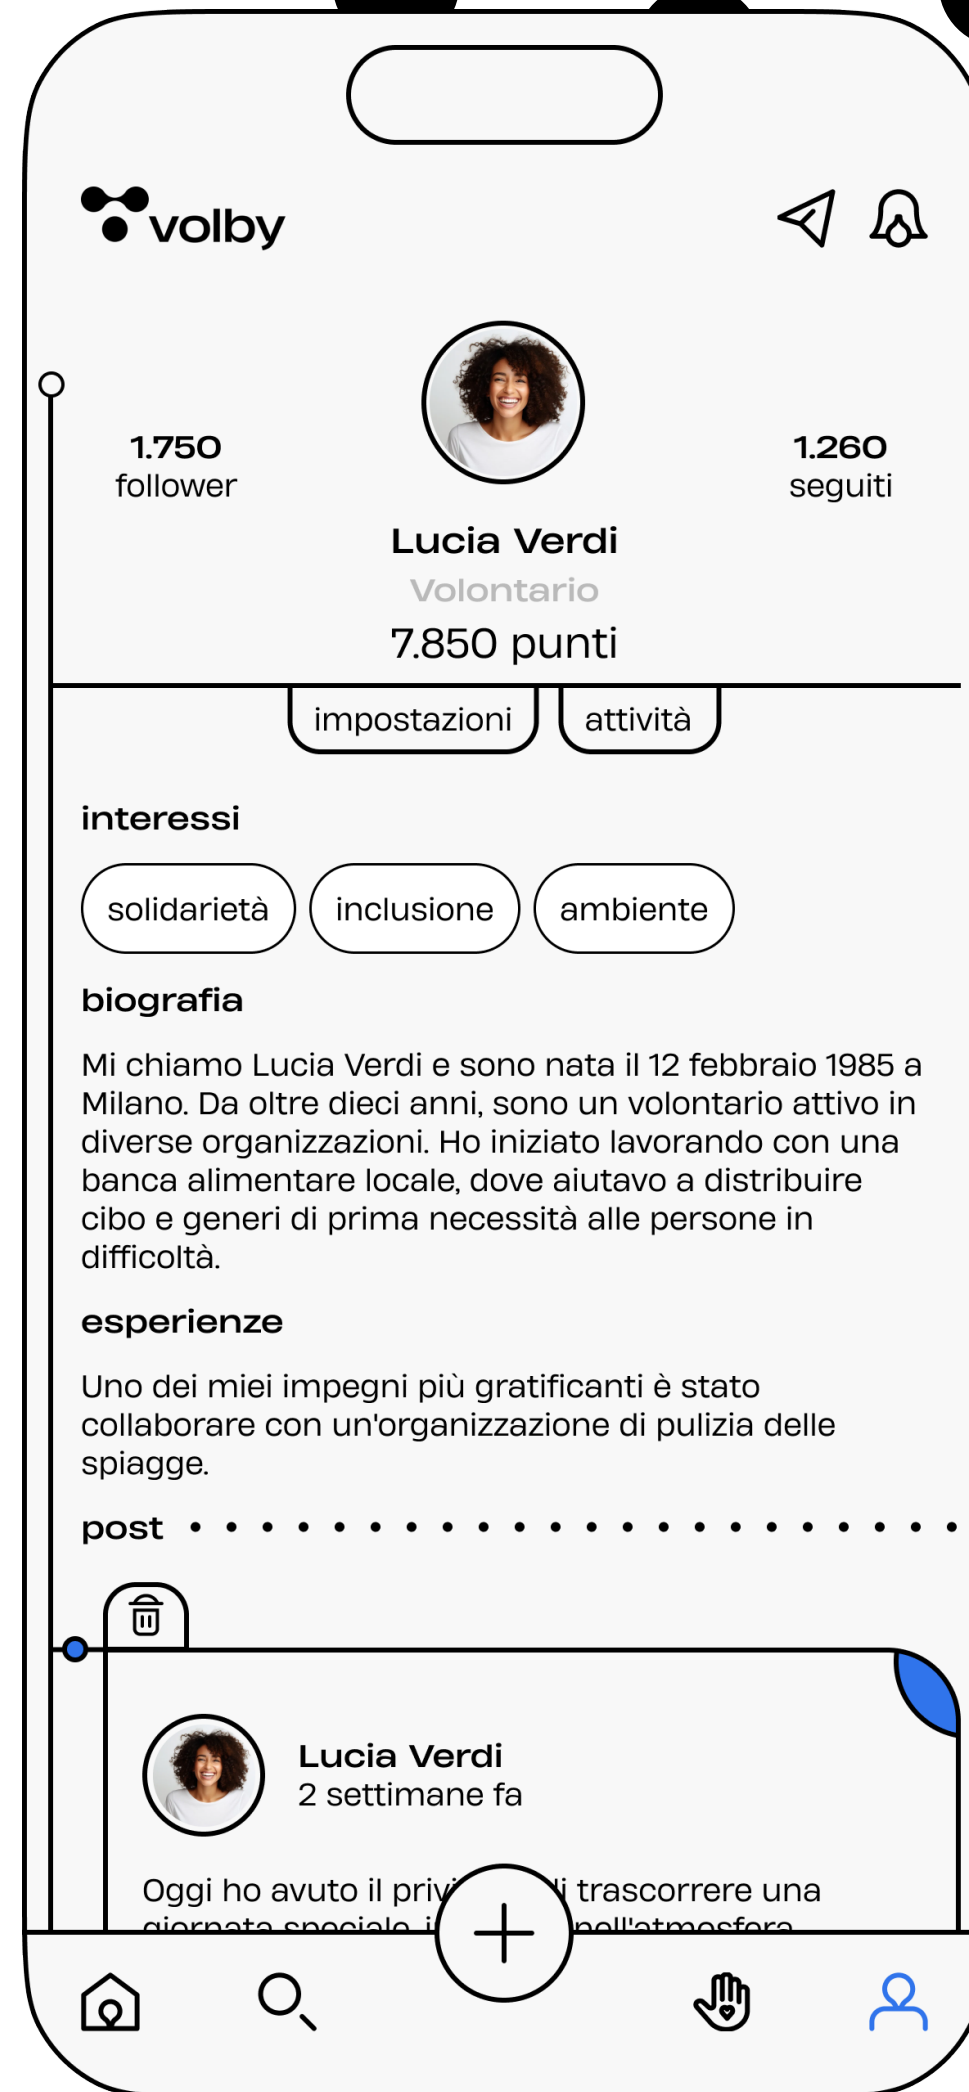 volby
1.750
follower
1.260
seguiti
Lucia Verdi
Volontario
7.850 punti
impostazioni
attività
interessi
solidarietà
inclusione
ambiente
biografia
Mi chiamo Lucia Verdi e sono nata il 12 febbraio 1985 a
Milano. Da oltre dieci anni, sono un volontario attivo in
diverse organizzazioni. Ho iniziato lavorando con una
banca alimentare locale, dove aiutavo a distribuire
cibo e generi di prima necessità alle persone in
difficoltà.
esperienze
Uno dei miei impegni più gratificanti è stato
collaborare con un'organizzazione di pulizia delle
spiagge.
post
Lucia Verdi
2 settimane fa
Oggi ho avuto il trascorrere una
giornata speciale, nell'atmosfera